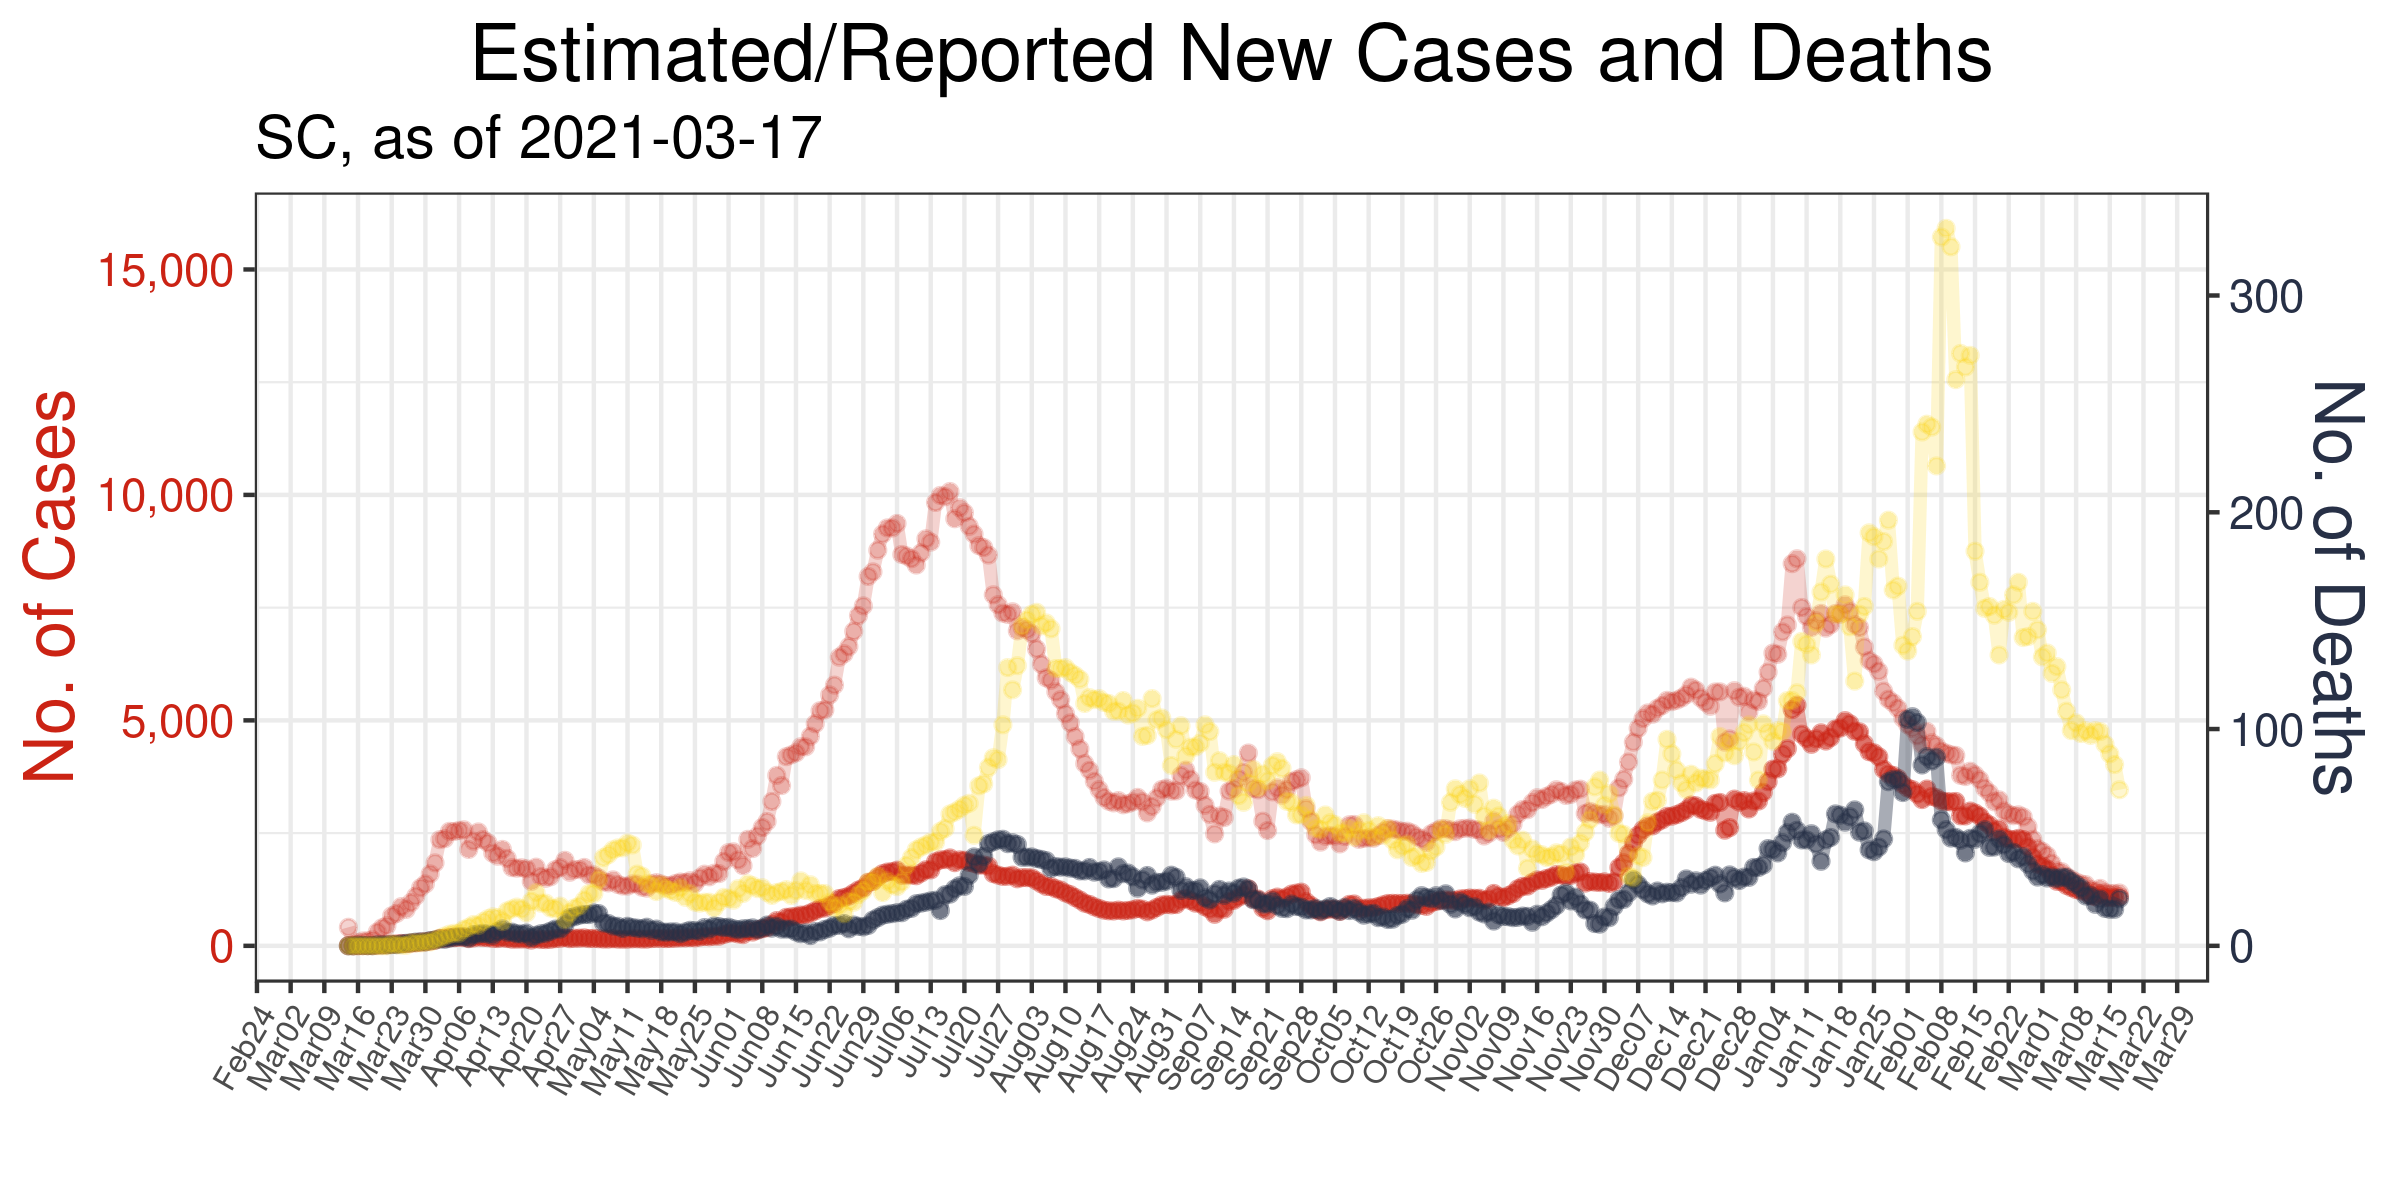 Estimated/Reported New Cases and Deaths
SC, as of 2021-03-17
No. of Cases
15,000
10,000
5,000
0
300
200
100
0
No. of Deaths
Feb24
Mar02
Mar09
Mar16
Mar23
Mar30
Apr06
Apr13
Apr20
Apr27
May04
May11
May18
May25
Jun01
Jun08
Jun15
Jun22
Jun29
Jul06
Jul13
Jul20
Jul27
Aug03
Aug10
Aug17
Aug24
Aug31
Sep07
Sep14
Sep21
Sep28
Oct05
Oct12
Oct19
Oct26
Nov02
Nov09
Nov16
Nov23
Nov30
Dec07
Dec14
Dec21
Dec28
Jan04
Jan11
Jan18
Jan25
Feb01
Feb08
Feb15
Feb22
Mar01
Mar08
Mar15
Mar22
Mar29